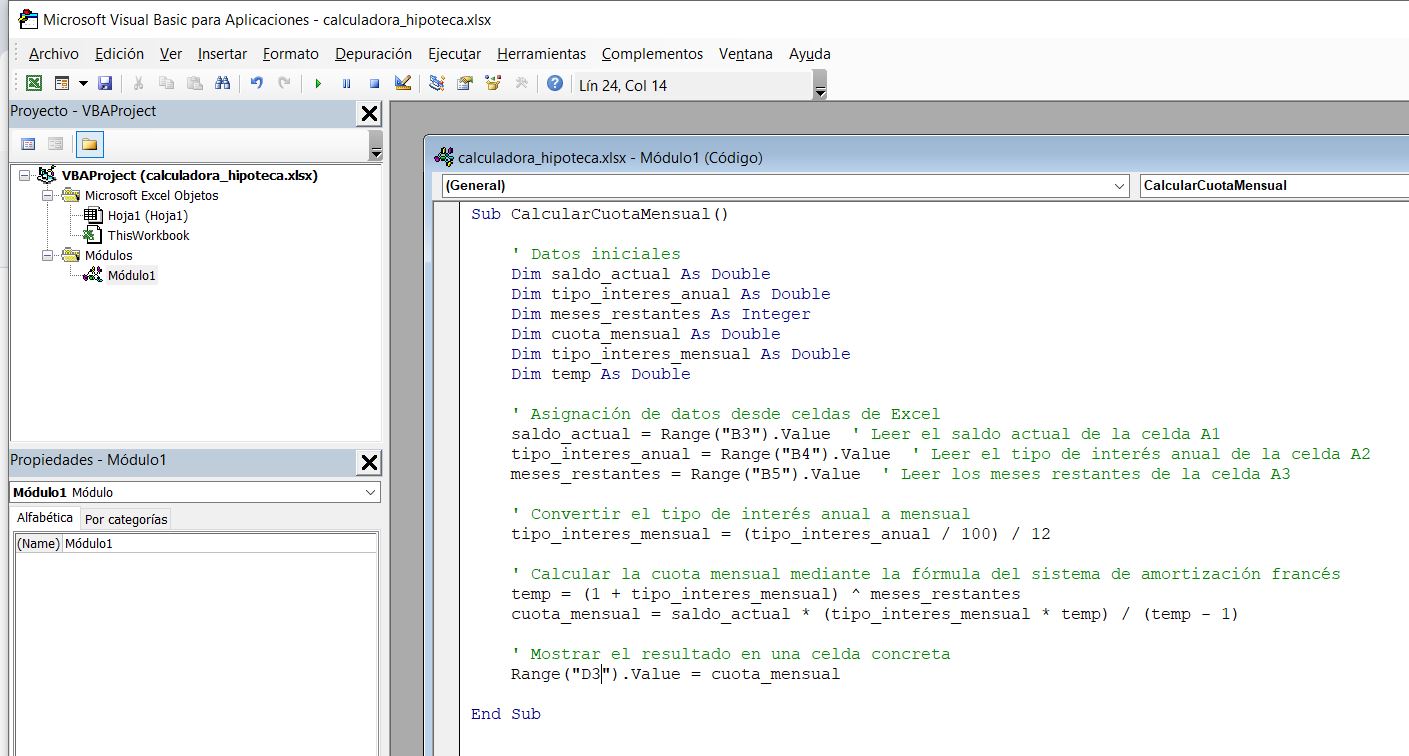 Microsoft Visual Basic para Aplicaciones - calculadora_hipoteca.xlsx
Archivo Edición Ver Insertar Formato Depuración Ejecutar Herramientas Complementos Ventana Ayuda
Lín 24, Col 14
Proyecto - VBAProject
VBAProject (calculadora_hipoteca.xlsx)
Microsoft Excel Objetos
Hoja1 (Hoja1)
ThisWorkbook
Módulos
Módulo1
Propiedades - Módulo1
Módulo1 Módulo
Alfabética Por categorías
(Name) Módulo1
calculadora_hipoteca.xlsx - Módulo1 (Código)
(General) CalcularCuotaMensual
Sub CalcularCuotaMensual()
' Datos iniciales
Dim saldo_actual As Double
Dim tipo_interes_anual As Double
Dim meses_restantes As Integer
Dim cuota_mensual As Double
Dim tipo_interes_mensual As Double
Dim temp As Double
' Asignación de datos desde celdas de Excel
saldo_actual = Range("B3").Value ' Leer el saldo actual de la celda A1
tipo_interes_anual = Range("B4").Value ' Leer el tipo de interés anual de la celda A2
meses_restantes = Range("B5").Value ' Leer los meses restantes de la celda A3
' Convertir el tipo de interés anual a mensual
tipo_interes_mensual = (tipo_interes_anual / 100) / 12
' Calcular la cuota mensual mediante la fórmula del sistema de amortización francés
temp = (1 + tipo_interes_mensual) ^ meses_restantes
cuota_mensual = saldo_actual * (tipo_interes_mensual * temp) / (temp - 1)
' Mostrar el resultado en una celda concreta
Range("D3").Value = cuota_mensual
End Sub